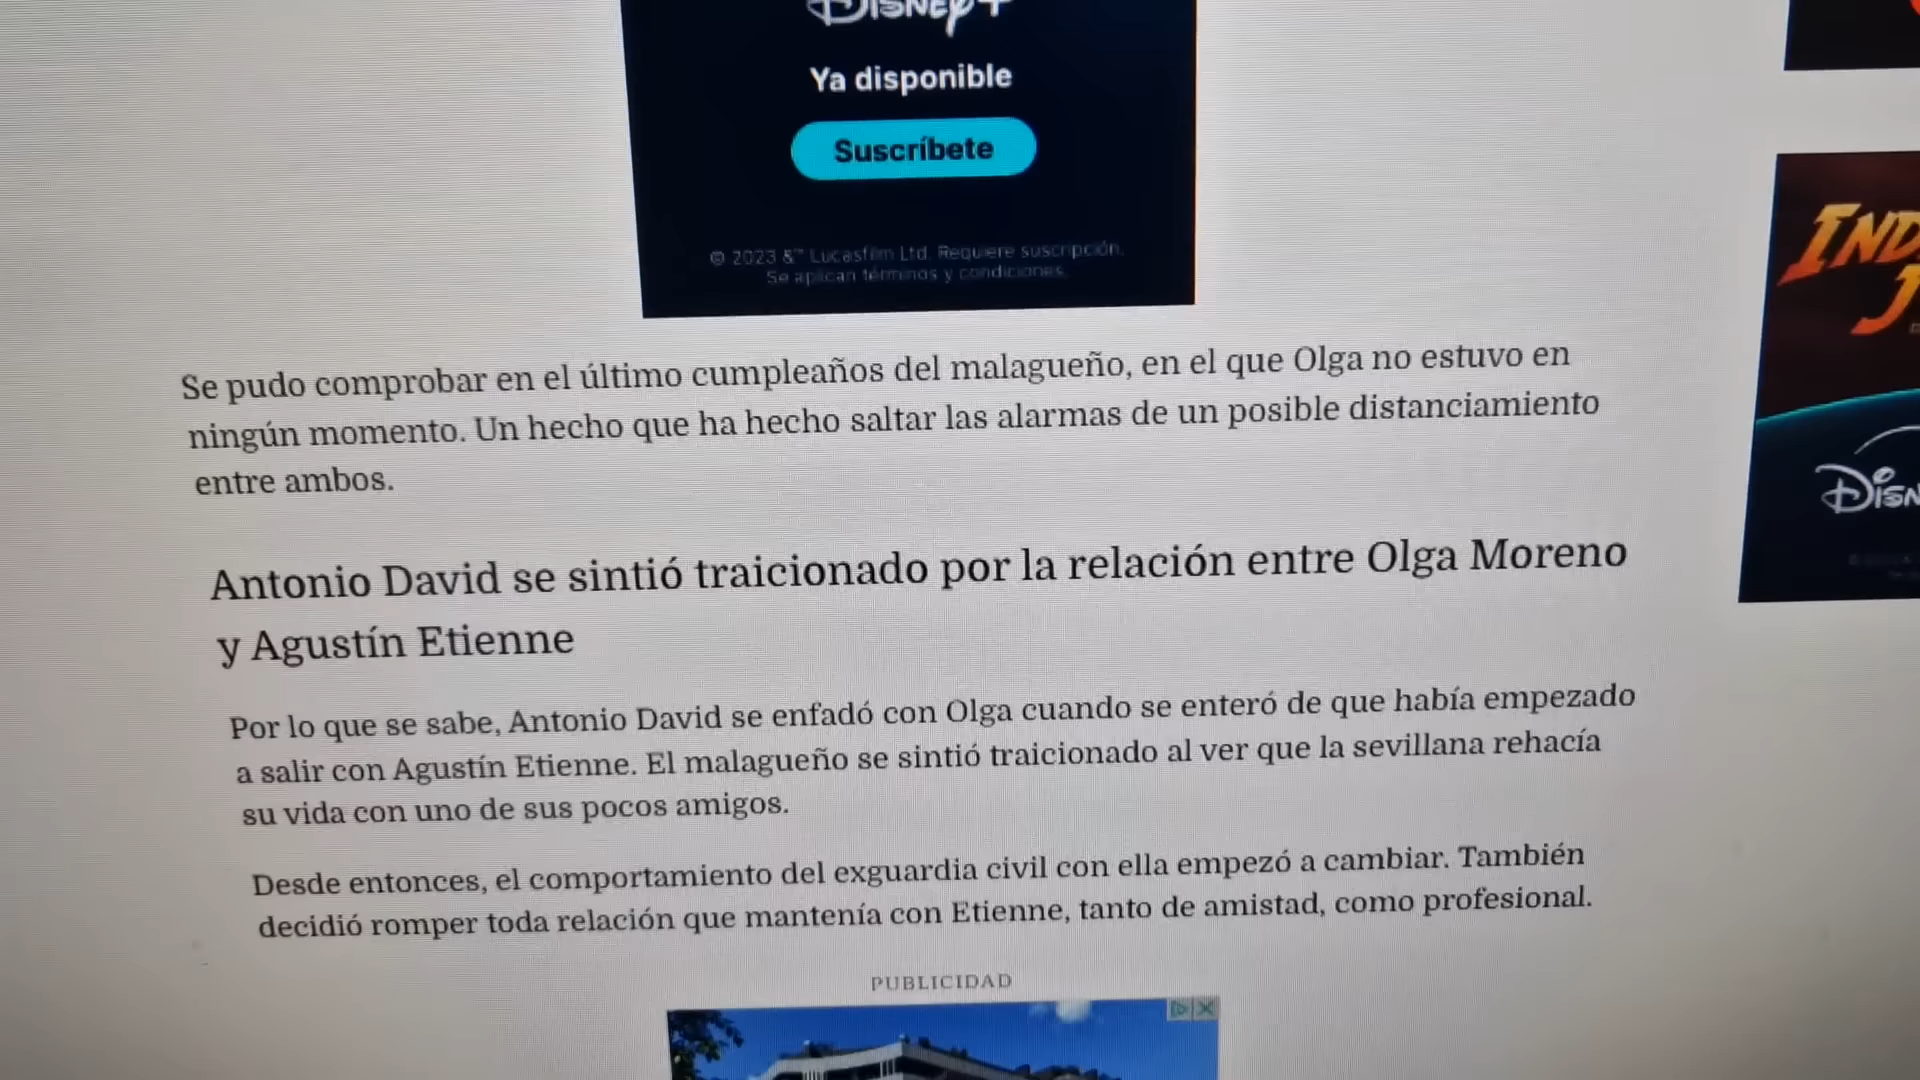 Disney+
Ya disponible
Suscríbete
© 2023 &™ Lucasfilm Ltd. Requiere suscripción.
Se aplican términos y condiciones.
Se pudo comprobar en el último cumpleaños del malagueño, en el que Olga no estuvo en
ningún momento. Un hecho que ha hecho saltar las alarmas de un posible distanciamiento
entre ambos.
Antonio David se sintió traicionado por la relación entre Olga Moreno
y Agustín Etienne
Por lo que se sabe, Antonio David se enfadó con Olga cuando se enteró de que había empezado
a salir con Agustín Etienne. El malagueño se sintió traicionado al ver que la sevillana rehacía
su vida con uno de sus pocos amigos.
Desde entonces, el comportamiento del exguardia civil con ella empezó a cambiar. También
decidió romper toda relación que mantenía con Etienne, tanto de amistad, como profesional.
PUBLICIDAD
IND
J
DISN